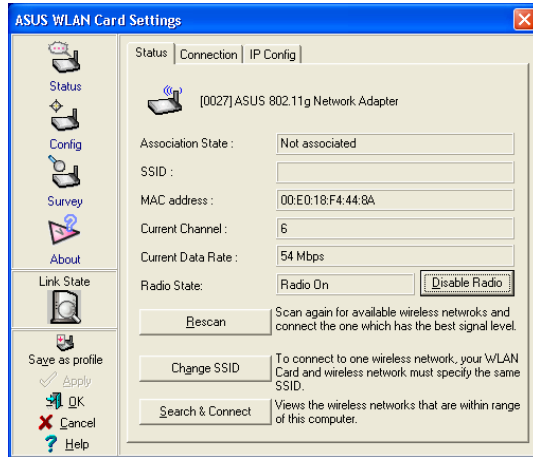 ASUS WLAN Card Settings
Status
Config
Survey
About
Link State
Save as profile
Apply
OK
Cancel
Help
Status
Connection
IP Config
[0027] ASUS 802.11g Network Adapter
Association State :
Not associated
SSID :
MAC address :
00:E0:18:F4:44:8A
Current Channel :
6
Current Data Rate :
54 Mbps
Radio State:
Radio On
Disable Radio
Rescan
Scan again for available wireless netwroks and
connect the one which has the best signal level.
Change SSID
To connect to one wireless network, your WLAN
Card and wireless network must specify the same
SSID.
Search & Connect
Views the wireless networks that are within range
of this computer.